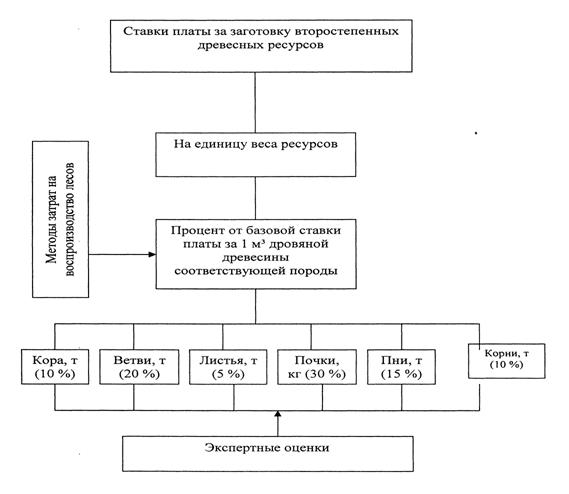 Ставки платы за заготовку второстепенных
древесных ресурсов
На единицу веса ресурсов
Методы затрат на
воспроизводство лесов
Процент от базовой ставки
платы за 1 м³ дровяной
древесины
соответствующей породы
Кора, т
(10 %)
Ветви, т
(20 %)
Листья, т
(5 %)
Почки,
кг (30 %)
Пни, т
(15 %)
Корни, т
(10 %)
Экспертные оценки